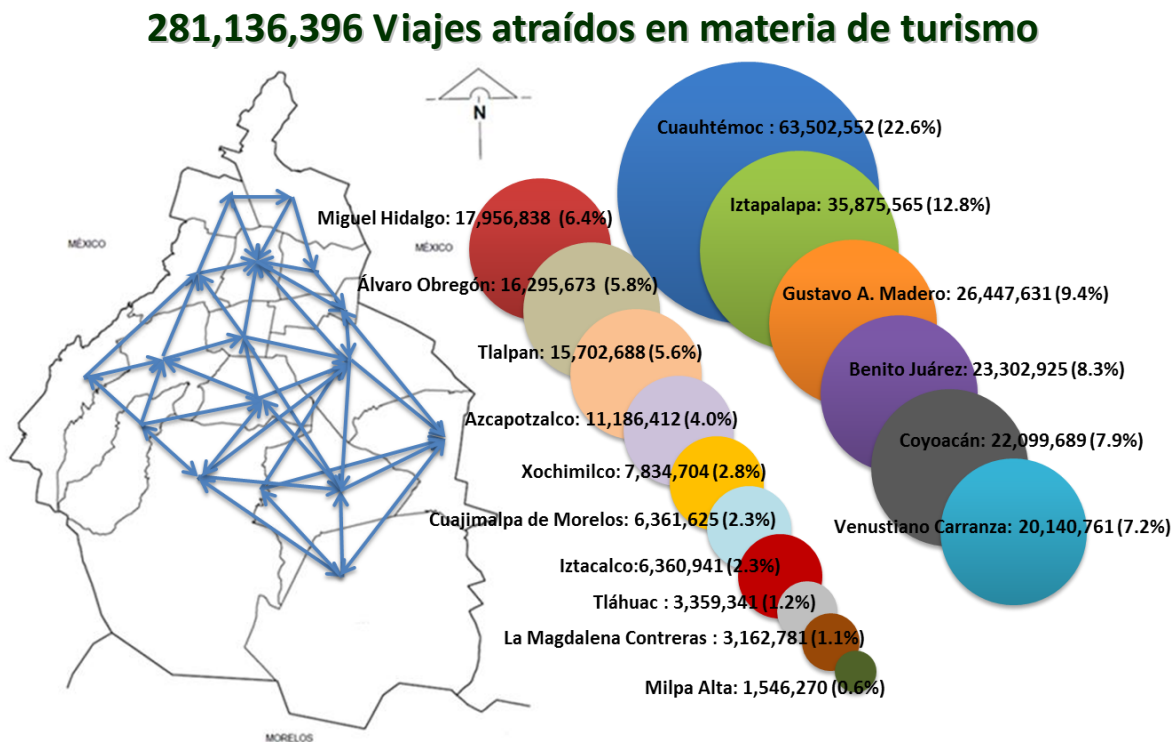 281,136,396 Viajes atraídos en materia de turismo
N
MÉXICO
MÉXICO
MORELOS
Cuauhtémoc : 63,502,552 (22.6%)
Iztapalapa: 35,875,565 (12.8%)
Gustavo A. Madero: 26,447,631 (9.4%)
Benito Juárez: 23,302,925 (8.3%)
Coyoacán: 22,099,689 (7.9%)
Venustiano Carranza: 20,140,761 (7.2%)
Miguel Hidalgo: 17,956,838 (6.4%)
Álvaro Obregón: 16,295,673 (5.8%)
Tlalpan: 15,702,688 (5.6%)
Azcapotzalco: 11,186,412 (4.0%)
Xochimilco: 7,834,704 (2.8%)
Cuajimalpa de Morelos: 6,361,625 (2.3%)
Iztacalco:6,360,941 (2.3%)
Tláhuac : 3,359,341 (1.2%)
La Magdalena Contreras : 3,162,781 (1.1%)
Milpa Alta: 1,546,270 (0.6%)